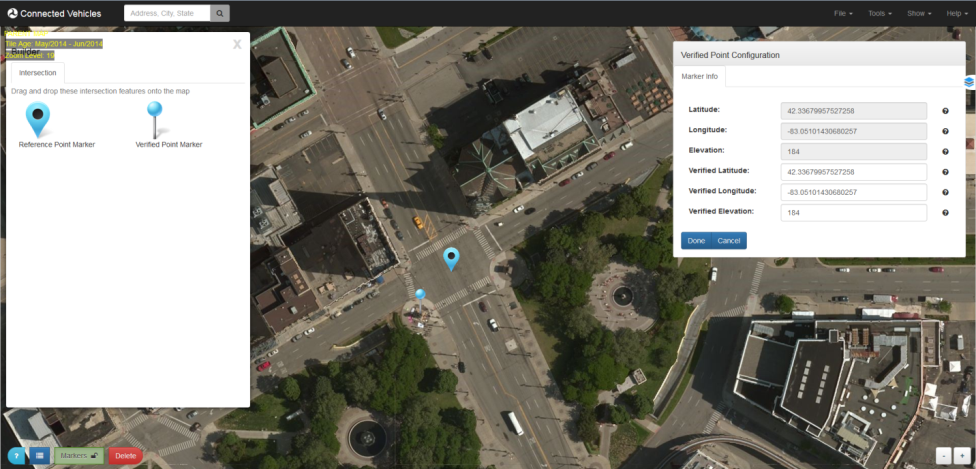 Connected Vehicles
Address, City, State
File
Tools
Show
Help
Tile Age: May/2014 - Jun/2014
Builder
Zoom Level: 19
X
Intersection
Drag and drop these intersection features onto the map
Reference Point Marker
Verified Point Marker
Verified Point Configuration
Marker Info
Latitude: 42.33679957527258 ?
Longitude: -83.05101430680257 ?
Elevation: 184 ?
Verified Latitude: 42.33679957527258 ?
Verified Longitude: -83.05101430680257 ?
Verified Elevation: 184 ?
Done Cancel
? Markers Delete
- +